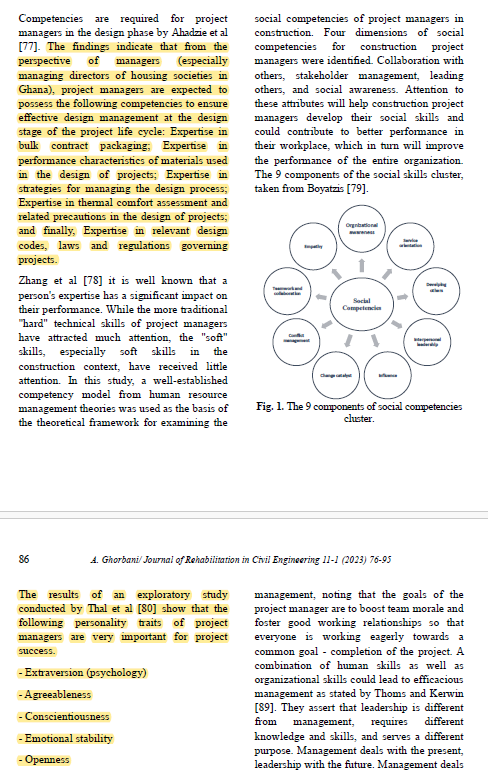 Competencies are required for project
managers in the design phase by Ahadzie et al
[77]. The findings indicate that from the
perspective of managers (especially
managing directors of housing societies in
Ghana), project managers are expected to
possess the following competencies to ensure
effective design management at the design
stage of the project life cycle: Expertise in
bulk contract packaging; Expertise in
performance characteristics of materials used
in the design of projects; Expertise in
strategies for managing the design process;
Expertise in thermal comfort assessment and
related precautions in the design of projects;
and finally, Expertise in relevant design
codes, laws and regulations governing
projects.
Zhang et al [78] it is well known that a
person's expertise has a significant impact on
their performance. While the more traditional
"hard" technical skills of project managers
have attracted much attention, the "soft"
skills, especially soft skills in the
construction context, have received little
attention. In this study, a well-established
competency model from human resource
management theories was used as the basis of
the theoretical framework for examining the
social competencies of project managers in
construction. Four dimensions of social
competencies for construction project
managers were identified. Collaboration with
others, stakeholder management, leading
others, and social awareness. Attention to
these attributes will help construction project
managers develop their social skills and
could contribute to better performance in
their workplace, which in turn will improve
the performance of the entire organization.
The 9 components of the social skills cluster,
taken from Boyatzis [79].
Orgnizational
awareness
Empathy
Service
orientation
Teamwork and
collaboration
Develping
others
Social
Competencies
Conflict
management
Interpersonal
leadership
Change catalyst
Influence
Fig. 1. The 9 components of social competencies
cluster.
86
A. Ghorbani/ Journal of Rehabilitation in Civil Engineering 11-1 (2023) 76-95
The results of an exploratory study
conducted by Thal et al [80] show that the
following personality traits of project
managers are very important for project
success.
- Extraversion (psychology)
- Agreeableness
- Conscientiousness
- Emotional stability
- Openness
management, noting that the goals of the
project manager are to boost team morale and
foster good working relationships so that
everyone is working eagerly towards a
common goal - completion of the project. A
combination of human skills as well as
organizational skills could lead to efficacious
management as stated by Thoms and Kerwin
[89]. They assert that leadership is different
from management, requires different
knowledge and skills, and serves a different
purpose. Management deals with the present,
leadership with the future. Management deals